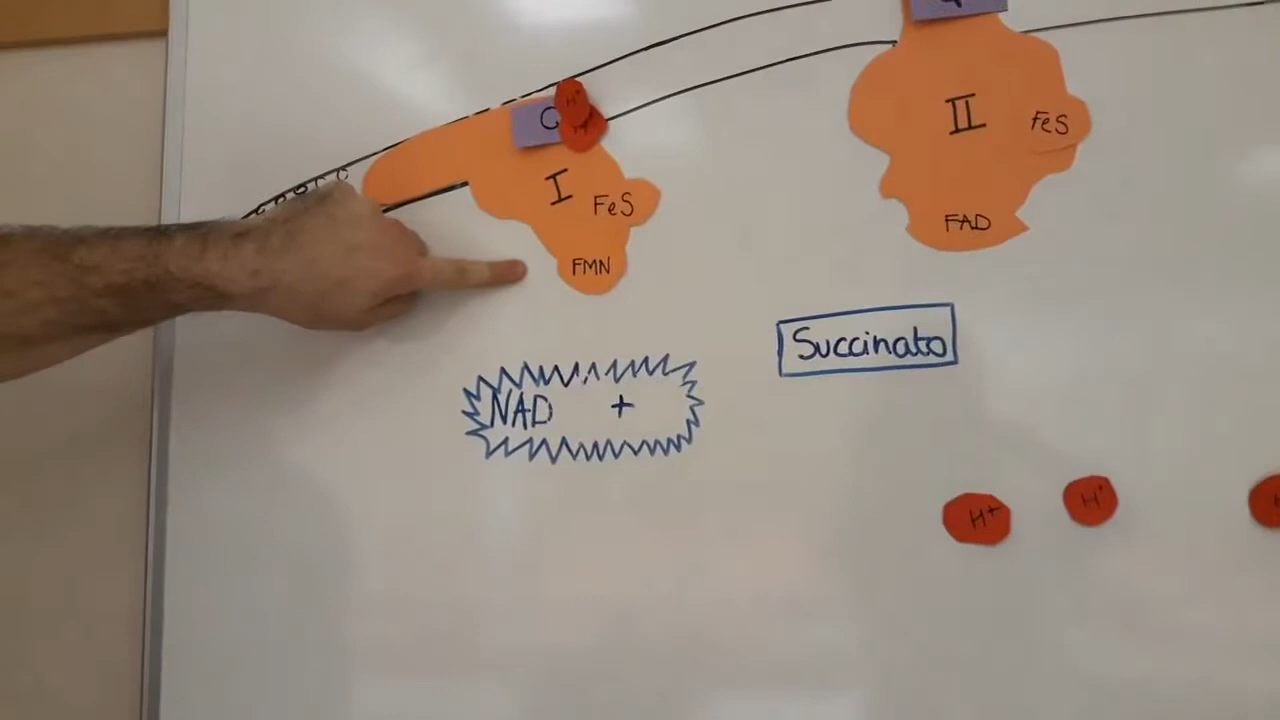 Q
H⁺
H⁺
I
FeS
FMN
II
FeS
FAD
Succinato
NAD +
H⁺
H⁺